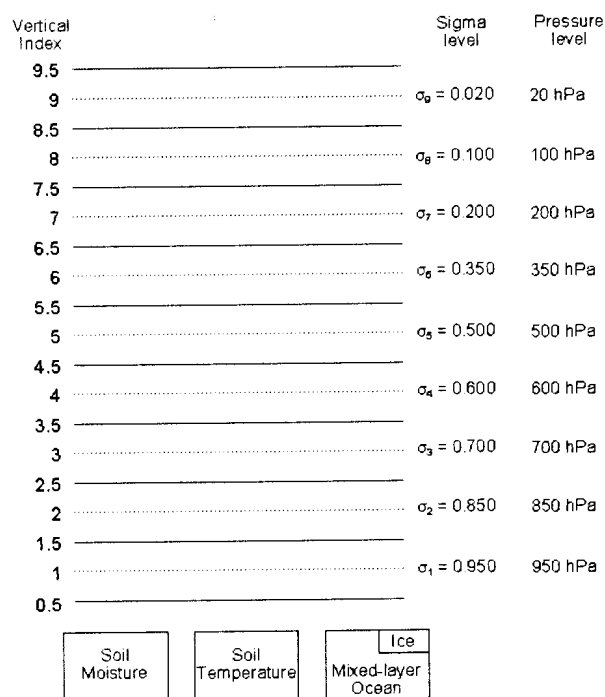 Vertical Index Sigma level Pressure level
9.5
9 σ₉ = 0.020 20 hPa
8.5
8 σ₈ = 0.100 100 hPa
7.5
7 σ₇ = 0.200 200 hPa
6.5
6 σ₆ = 0.350 350 hPa
5.5
5 σ₅ = 0.500 500 hPa
4.5
4 σ₄ = 0.600 600 hPa
3.5
3 σ₃ = 0.700 700 hPa
2.5
2 σ₂ = 0.850 850 hPa
1.5
1 σ₁ = 0.950 950 hPa
0.5
Soil
Moisture
Soil
Temperature
Ice
Mixed-layer
Ocean